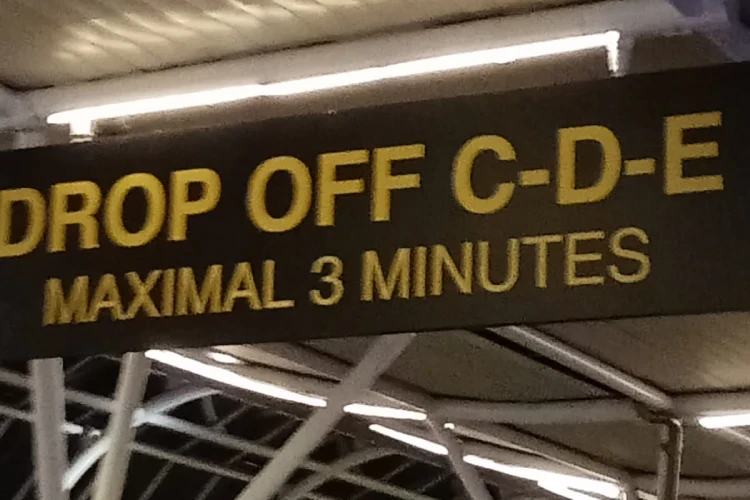 DROP OFF C-D-E
MAXIMAL 3 MINUTES